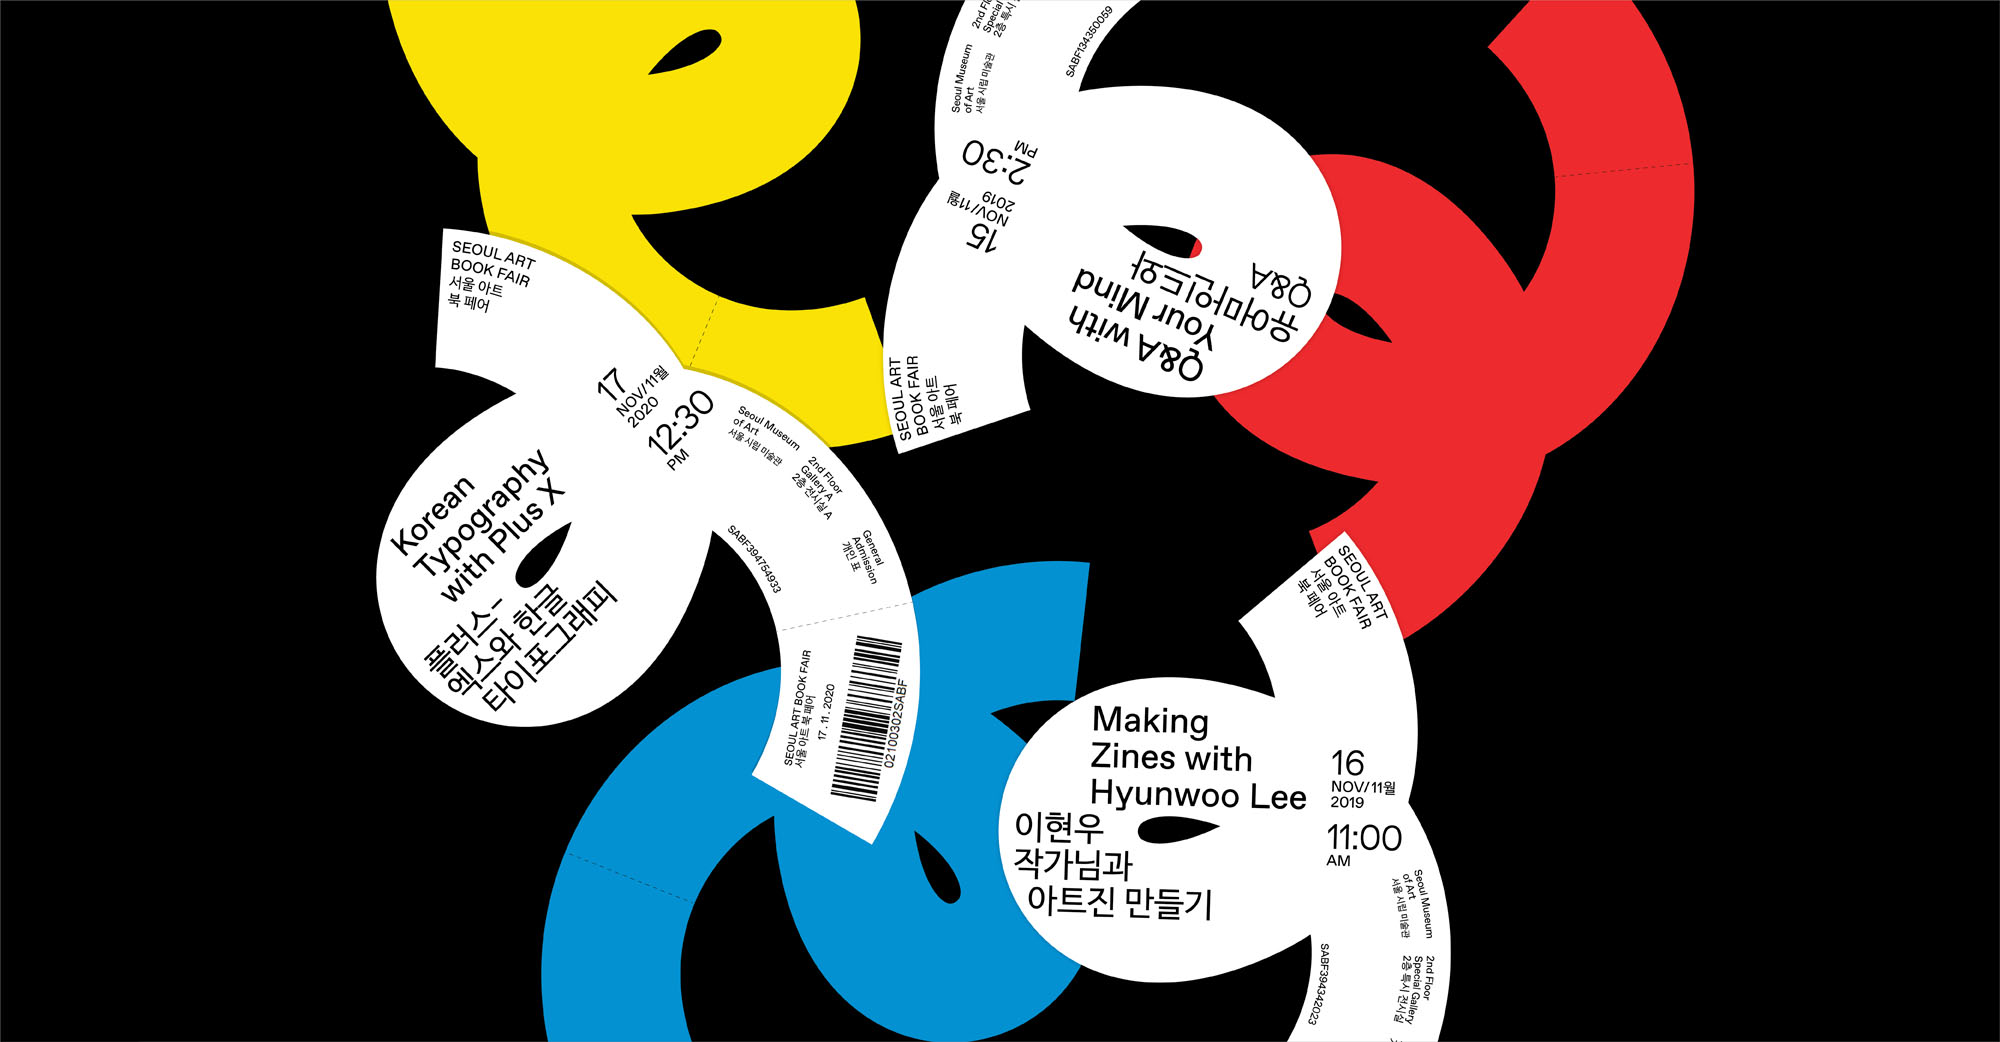 SEOUL ART
BOOK FAIR
서울 아트
북 페어
17
NOV/11월
2020
12:30
PM
Seoul Museum
of Art
서울 시립 미술관
2nd Floor
Gallery A
2층 전시실 A
General
Admission
개인 표
SABF394754933
Korean
Typography
with Plus X
플러스-
엑스와 한글
타이포그래피
SEOUL ART BOOK FAIR
서울 아트 북 페어
17. 11. 2020
02100302SABF
SEOUL ART
BOOK FAIR
서울 아트
북 페어
15
NOV/11월
2019
2:30
PM
Seoul Museum
of Art
서울 시립 미술관
2nd
Special
2층 특시
SABF134350059
Q&A with
Your Mind
유어마인드와
Q&A
SEOUL ART
BOOK FAIR
서울 아트
북 페어
16
NOV/11월
2019
11:00
AM
Seoul Museum
of Art
서울 시립 미술관
2nd Floor
Special Gallery
2층 특시 전시실
SABF394342023
Making
Zines with
Hyunwoo Lee
이현우
작가님과
아트진 만들기